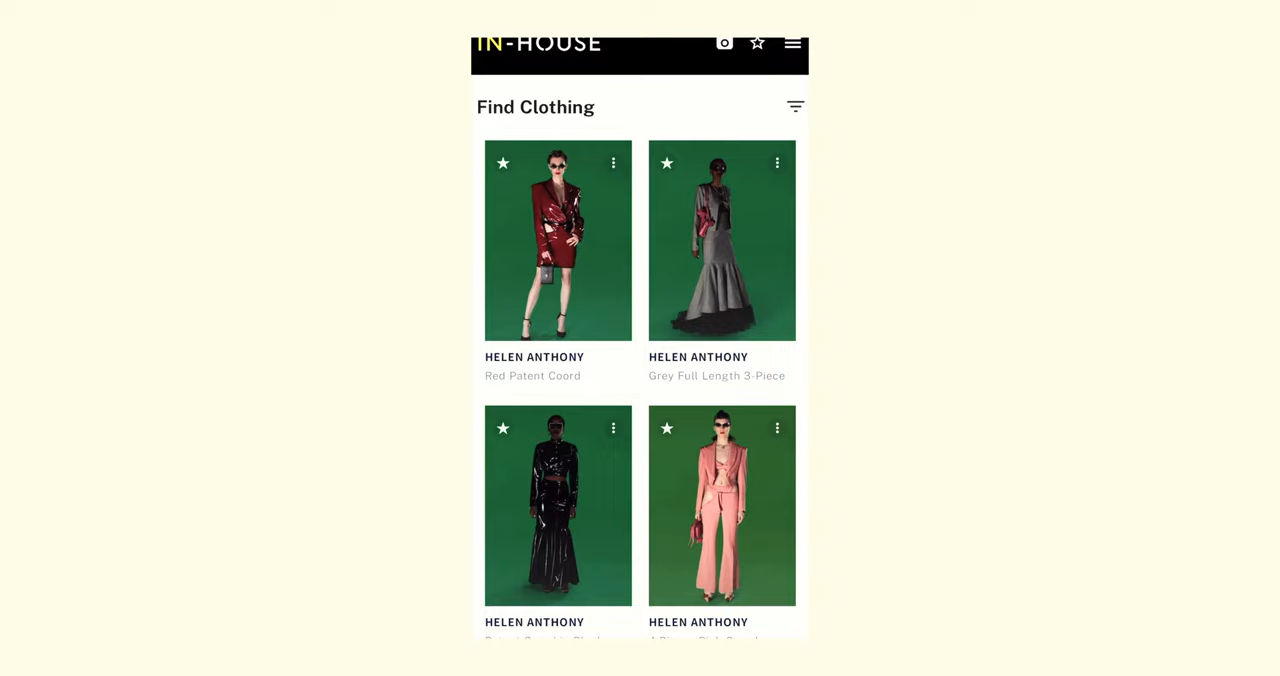 IN-HOUSE
Find Clothing
HELEN ANTHONY
Red Patent Coord
HELEN ANTHONY
Grey Full Length 3-Piece
HELEN ANTHONY
HELEN ANTHONY